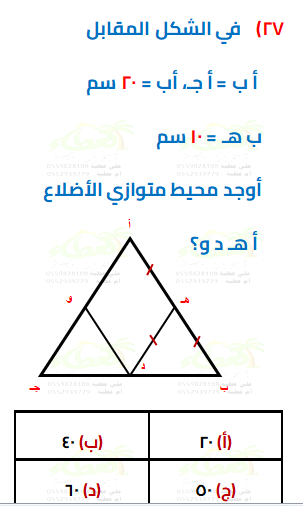 ٢٧) في الشكل المقابل
أ ب = أ جـ، أب = ٢٠ سم
ب هـ = ١٠ سم
أوجد محيط متوازي الأضلاع
أ هـ د و؟
أ
و
هـ
د
جـ
ب
(أ) ٢٠
(ب) ٤٠
(ج) ٥٠
(د) ٦٠